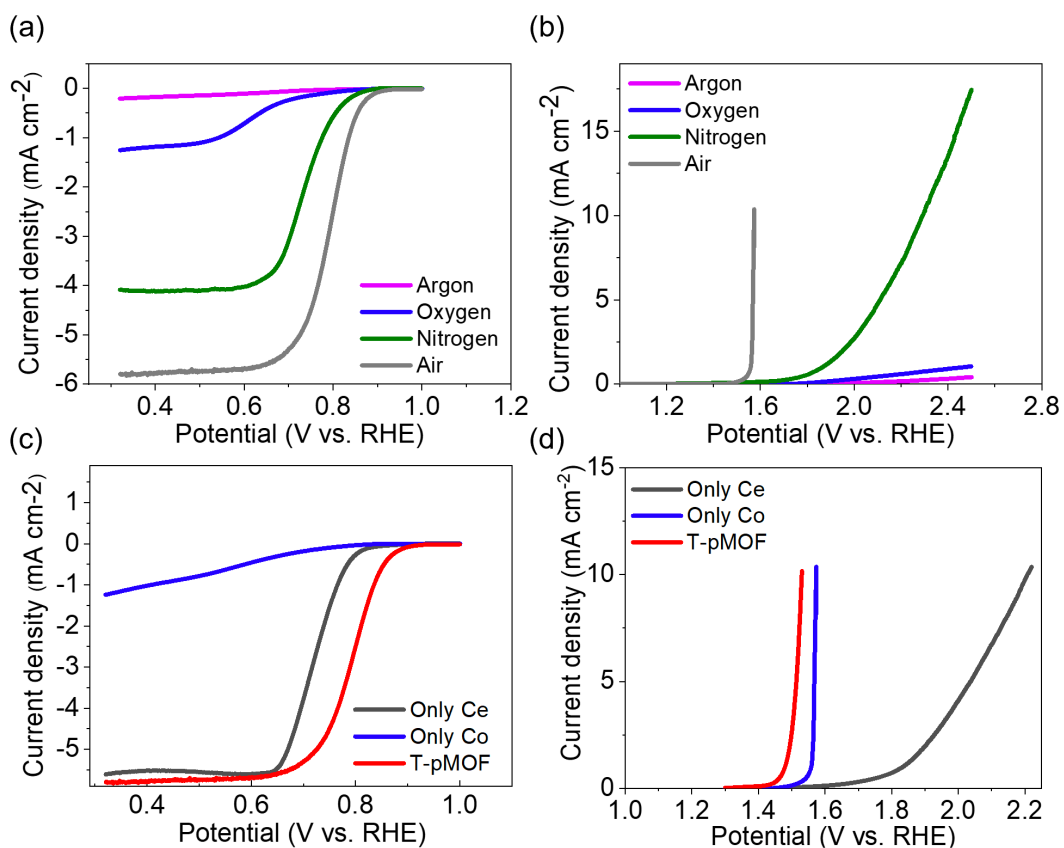 (a)
0
-1
-2
-3
-4
-5
-6
0.4 0.6 0.8 1.0 1.2
Current density (mA cm-2)
Potential (V vs. RHE)
Argon
Oxygen
Nitrogen
Air
(b)
Argon
Oxygen
Nitrogen
Air
15
10
5
0
1.2 1.6 2.0 2.4 2.8
Current density (mA cm-2)
Potential (V vs. RHE)
(c)
1
0
-1
-2
-3
-4
-5
0.4 0.6 0.8 1.0
Current density (mA cm-2)
Potential (V vs. RHE)
Only Ce
Only Co
T-pMOF
(d)
Only Ce
Only Co
T-pMOF
15
10
5
0
1.0 1.2 1.4 1.6 1.8 2.0 2.2
Current density (mA cm-2)
Potential (V vs. RHE)